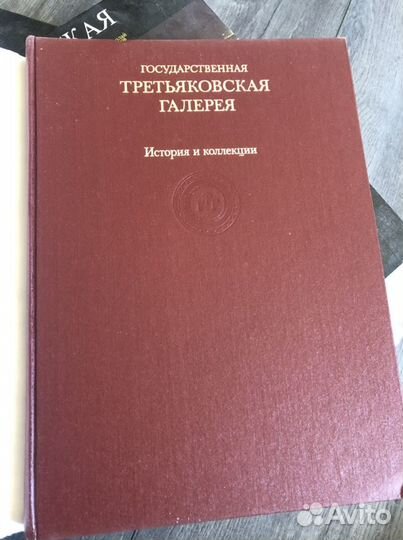 КАЯ
ГОСУДАРСТВЕННАЯ
ТРЕТЬЯКОВСКАЯ
ГАЛЕРЕЯ
История и коллекции
Avito